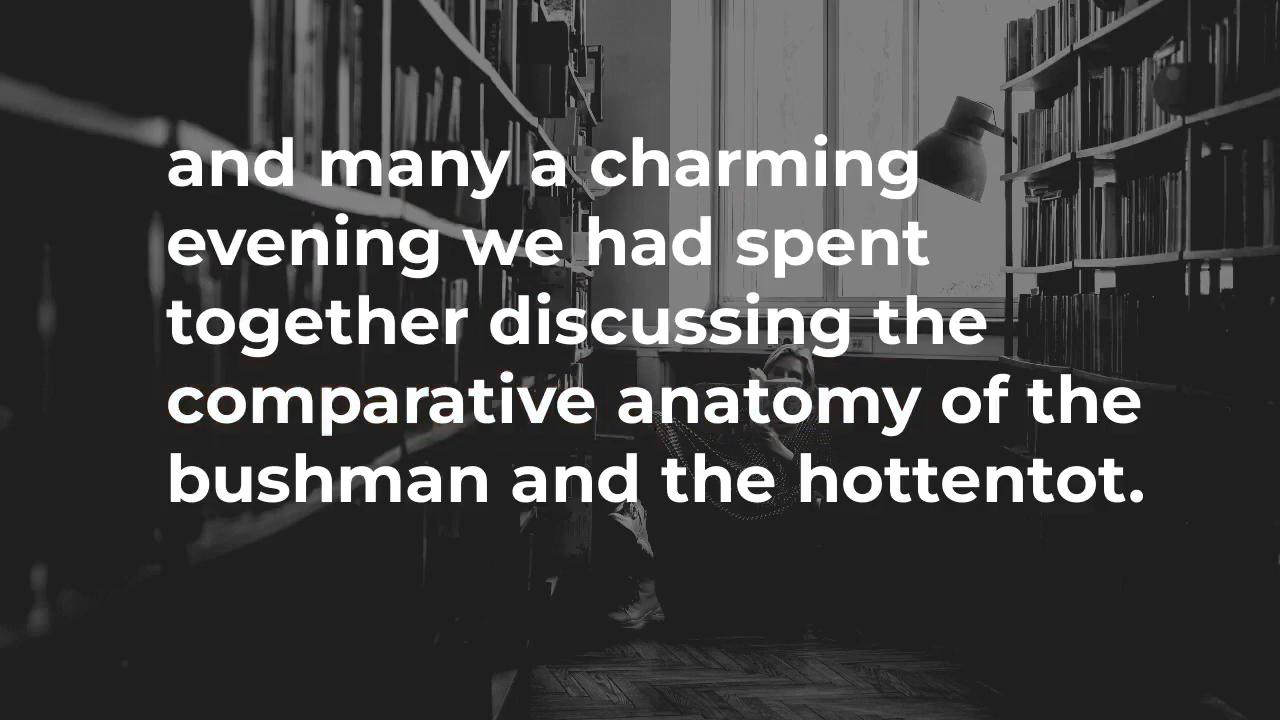 and many a charming
evening we had spent
together discussing the
comparative anatomy of the
bushman and the hottentot.